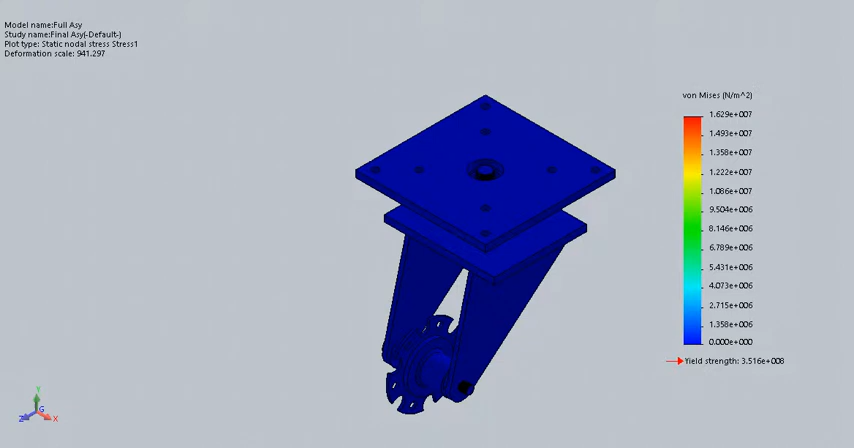 Model name:Full Asy
Study name:Final Asy(-Default-)
Plot type: Static nodal stress Stress1
Deformation scale: 941.297
von Mises (N/m^2)
1.629e+007
1.493e+007
1.358e+007
1.222e+007
1.086e+007
9.504e+006
8.146e+006
6.789e+006
5.431e+006
4.073e+006
2.715e+006
1.358e+006
0.000e+000
Yield strength: 3.516e+008
Y
G
Z
X